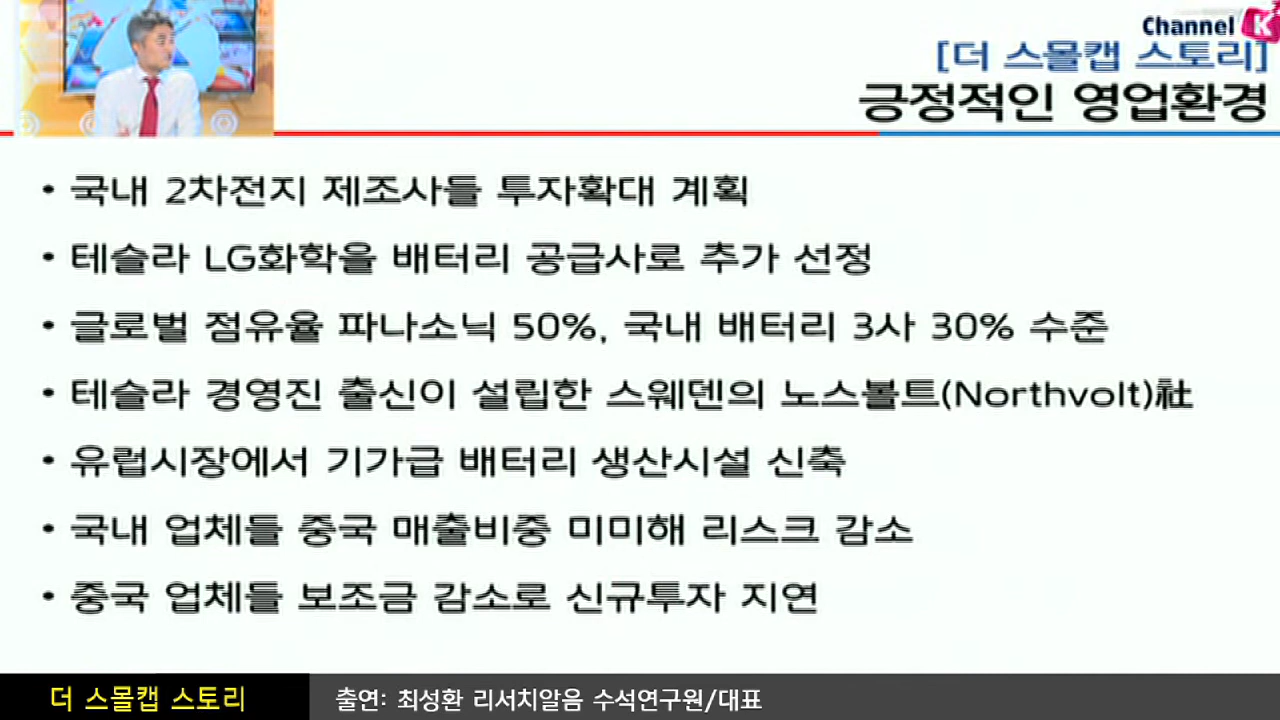 Channel K
[더 스몰캡 스토리]
긍정적인 영업환경
• 국내 2차전지 제조사들 투자확대 계획
• 테슬라 LG화학을 배터리 공급사로 추가 선정
• 글로벌 점유율 파나소닉 50%, 국내 배터리 3사 30% 수준
• 테슬라 경영진 출신이 설립한 스웨덴의 노스볼트(Northvolt)社
• 유럽시장에서 기가급 배터리 생산시설 신축
• 국내 업체들 중국 매출비중 미미해 리스크 감소
• 중국 업체들 보조금 감소로 신규투자 지연
더 스몰캡 스토리
출연: 최성환 리서치알음 수석연구원/대표